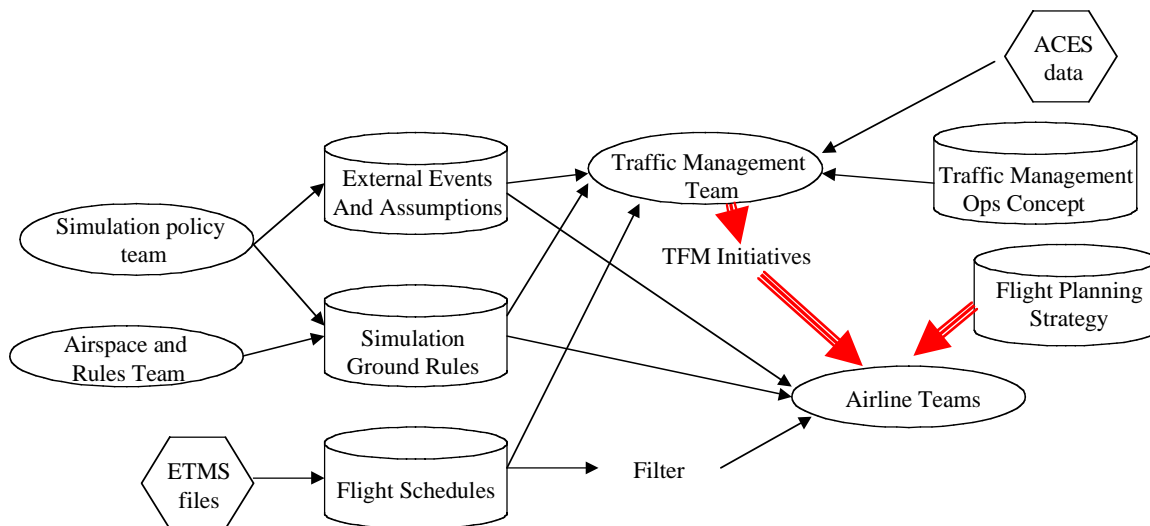 ACES
data
External Events
And Assumptions
Traffic Management
Team
Traffic Management
Ops Concept
Simulation policy
team
TFM Initiatives
Flight Planning
Strategy
Simulation
Ground Rules
Airspace and
Rules Team
Airline Teams
ETMS
files
Flight Schedules
Filter